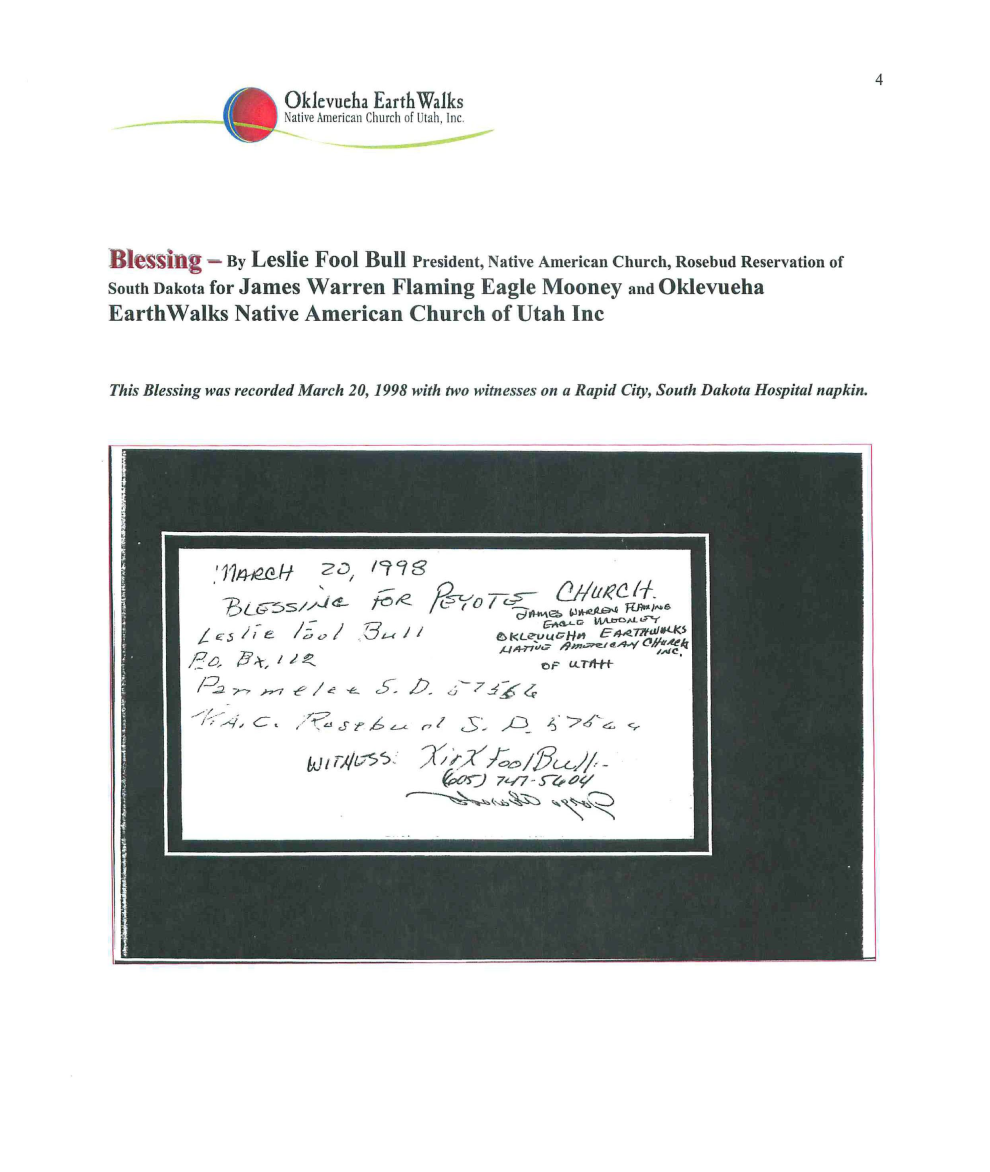 4
Oklevueha EarthWalks
Native American Church of Utah, Inc.
Blessing – By Leslie Fool Bull President, Native American Church, Rosebud Reservation of
South Dakota for James Warren Flaming Eagle Mooney and Oklevueha
EarthWalks Native American Church of Utah Inc
This Blessing was recorded March 20, 1998 with two witnesses on a Rapid City, South Dakota Hospital napkin.
MARCH 20, 1998
BLESSING FOR PEYOTE CHURCH.
JAMES WARREN FLAMING
EAGLE MOONEY
OKLEVUEHA EARTHWALKS
NATIVE AMERICAN CHURCH
INC.
OF UTAH
Leslie Fool Bull
P.O. Bx, 112
Parmelee S. D. 57566
N.A.C. Rosebud S. D.
WITNESS: Kirk Fool Bull
(605) 747-5604